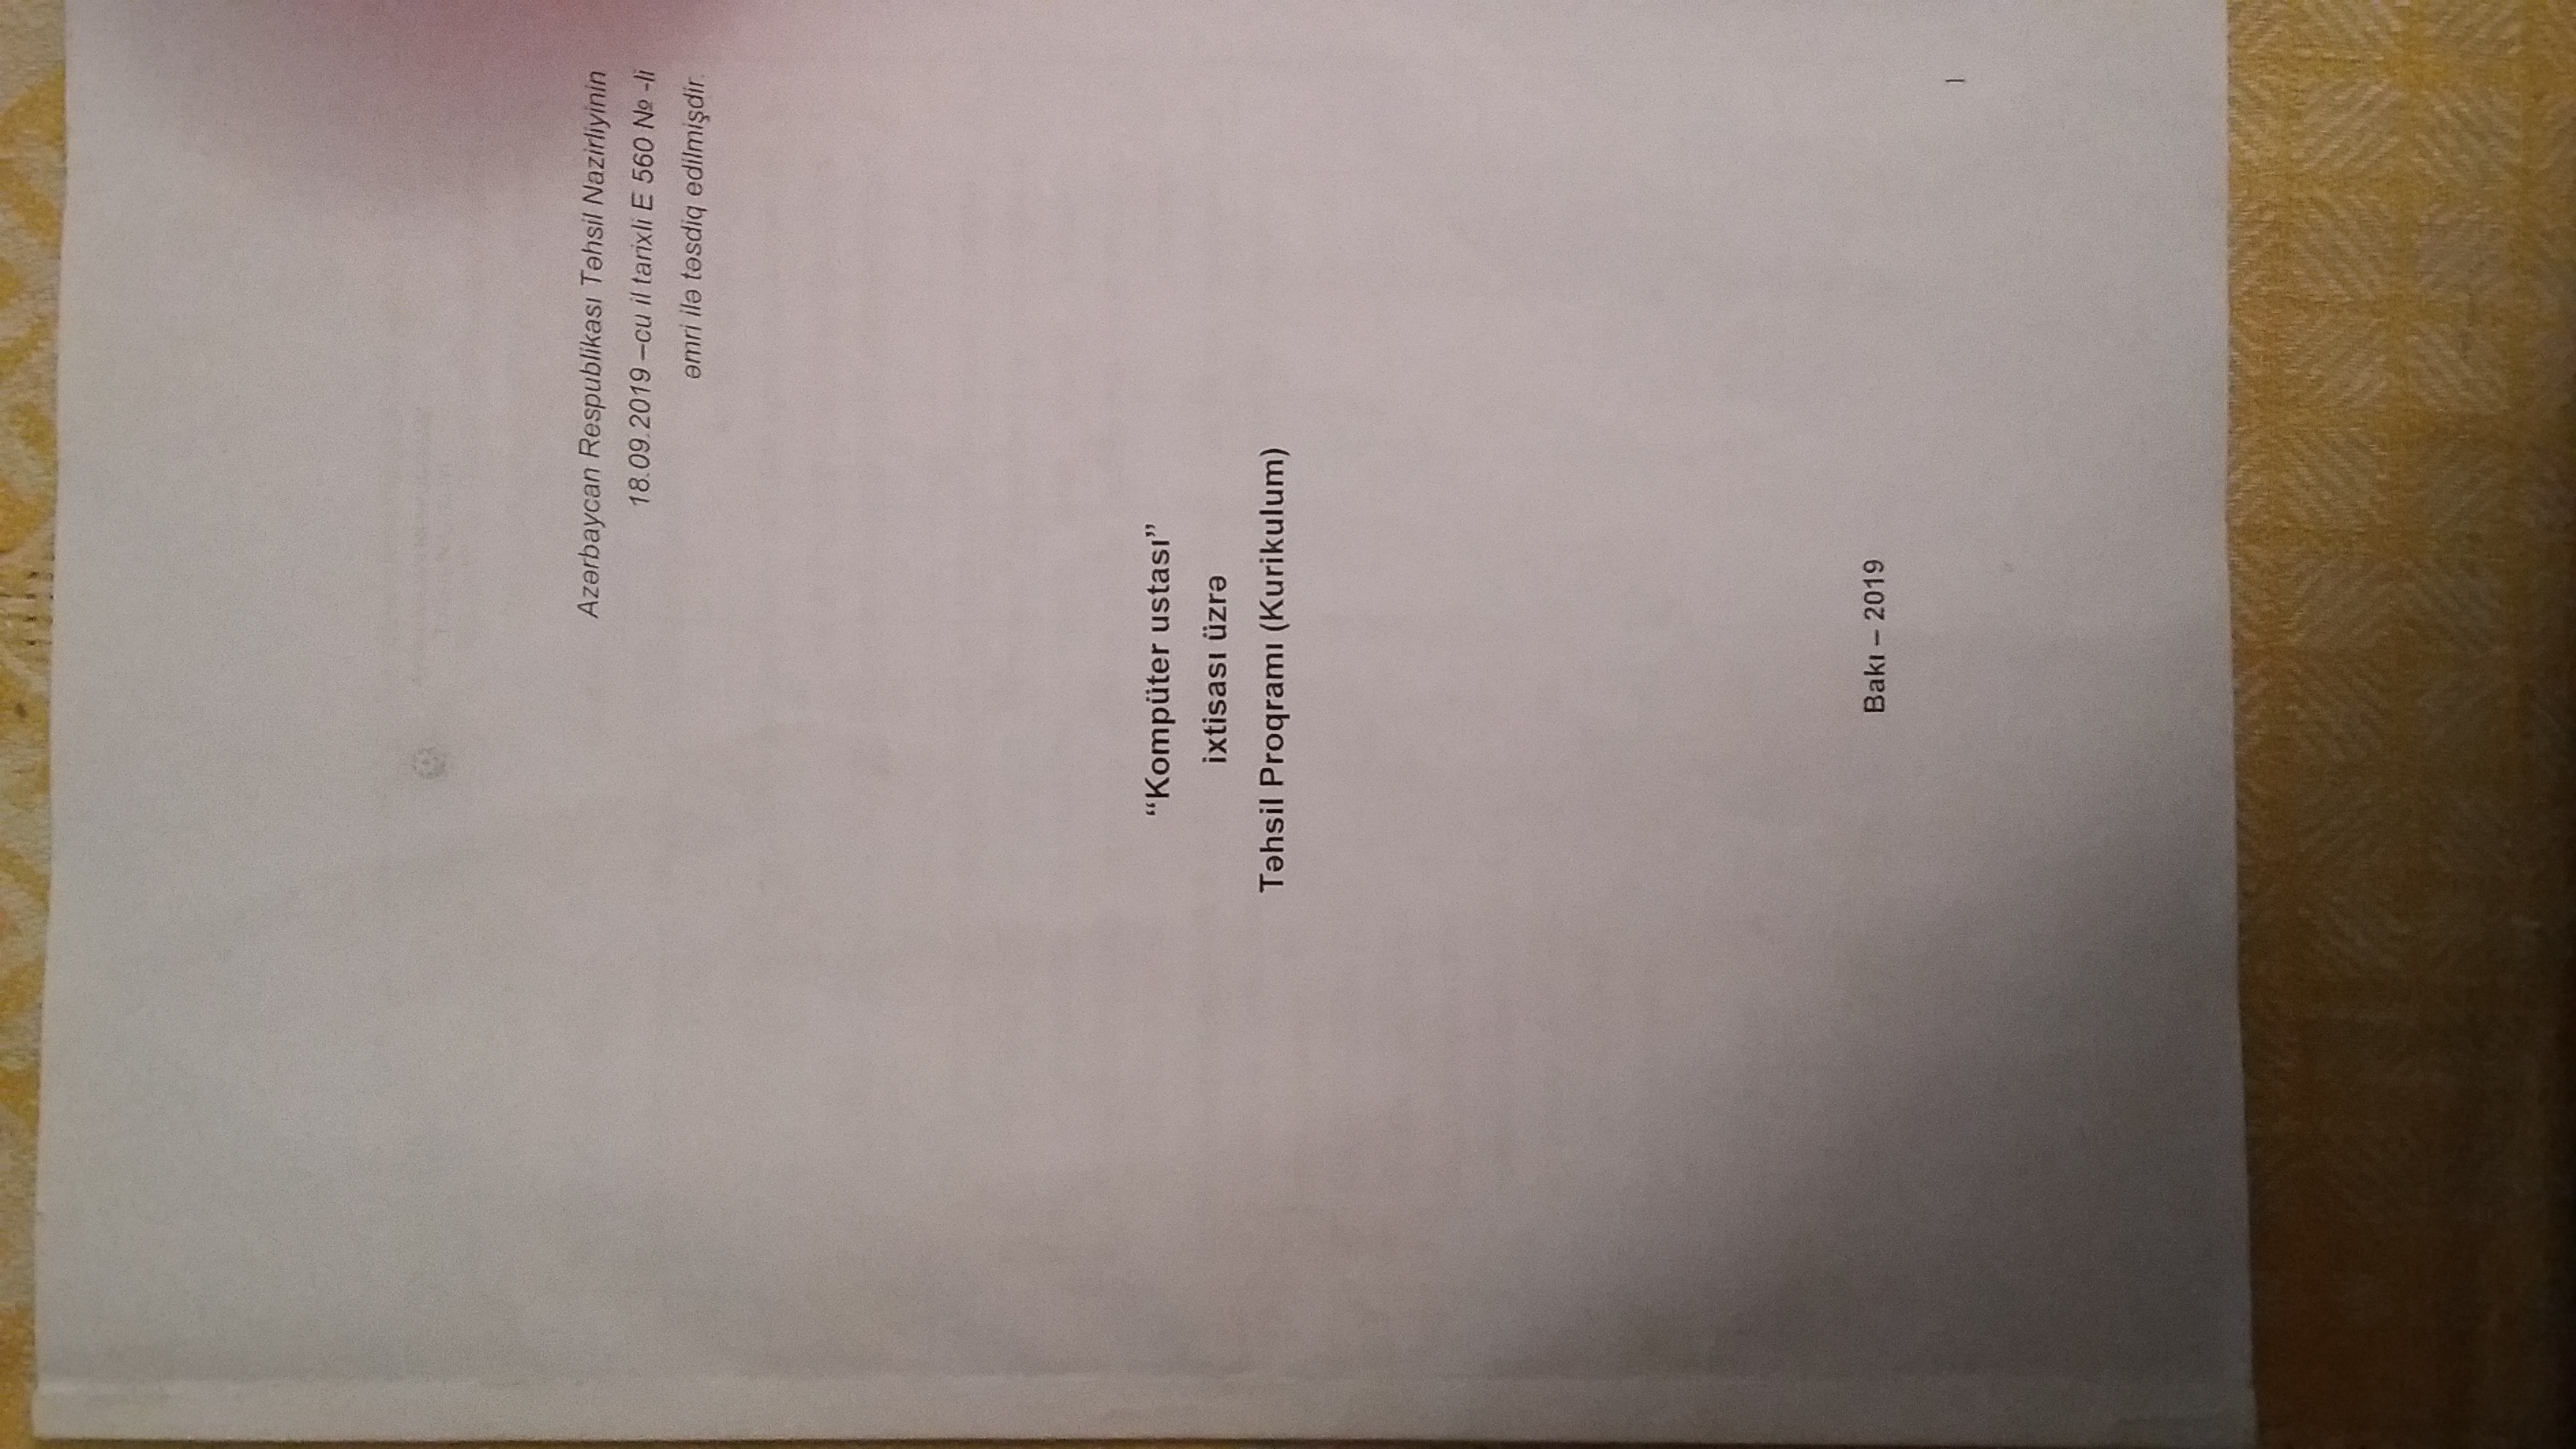 Azərbaycan Respublikası Təhsil Nazirliyinin
18.09.2019 –cu il tarixli E 560 № -li
əmri ilə təsdiq edilmişdir.
“Kompüter ustası”
ixtisası üzrə
Təhsil Proqramı (Kurikulum)
Bakı – 2019
1